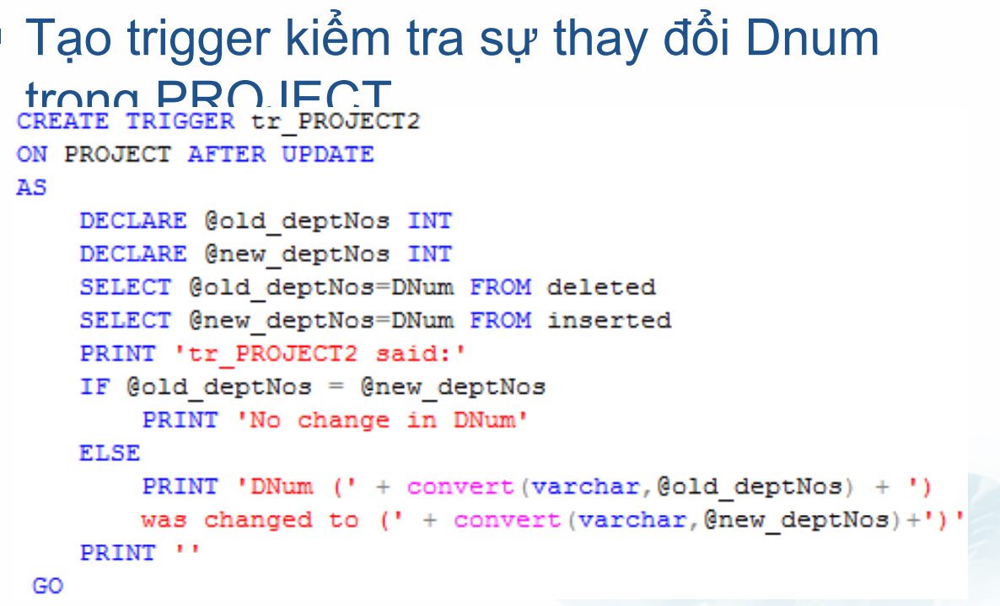 Tạo trigger kiểm tra sự thay đổi Dnum
trong PROJECT
CREATE TRIGGER tr_PROJECT2
ON PROJECT AFTER UPDATE
AS
DECLARE @old_deptNos INT
DECLARE @new_deptNos INT
SELECT @old_deptNos=DNum FROM deleted
SELECT @new_deptNos=DNum FROM inserted
PRINT 'tr_PROJECT2 said:'
IF @old_deptNos = @new_deptNos
PRINT 'No change in DNum'
ELSE
PRINT 'DNum (' + convert(varchar,@old_deptNos) + ')
was changed to (' + convert(varchar,@new_deptNos)+')'
PRINT ''
GO